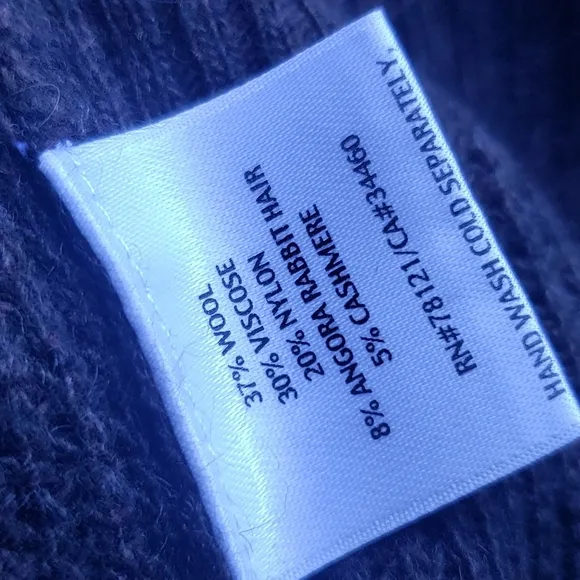 37% WOOL
30% VISCOSE
20% NYLON
8% ANGORA RABBIT HAIR
5% CASHMERE
RN#78121/CA#34460
HAND WASH COLD SEPARATELY,